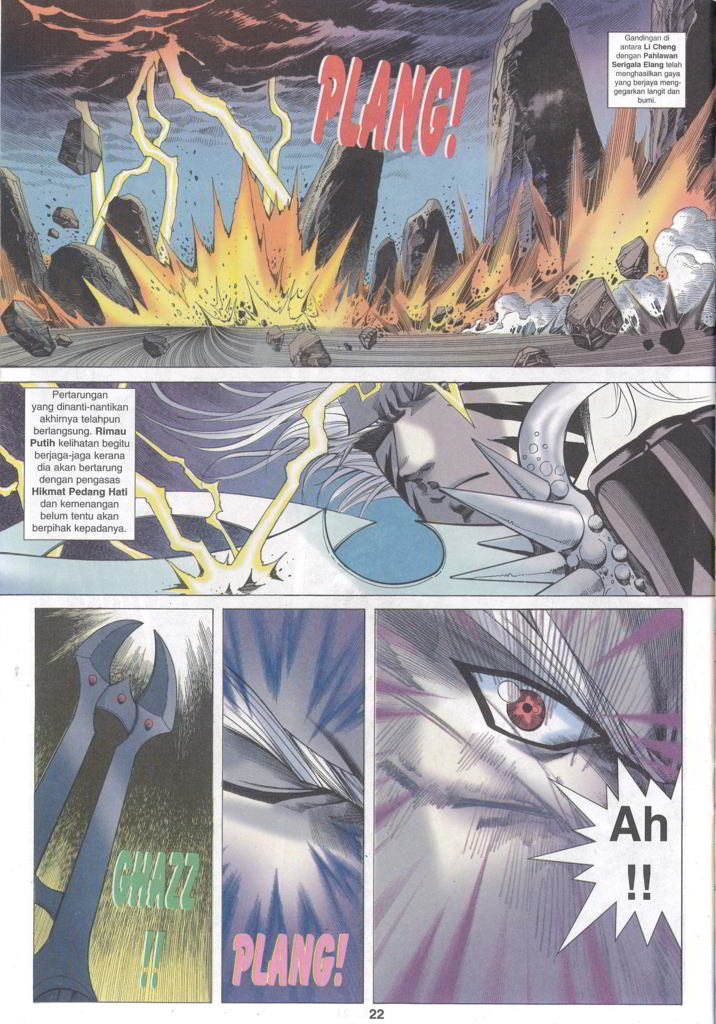 Gandingan di
antara Li Cheng
dengan Pahlawan
Serigala Elang telah
menghasilkan gaya
yang berjaya meng-
gegarkan langit dan
bumi.
PLANG!
Pertarungan
yang dinanti-nantikan
akhirnya telahpun
berlangsung. Rimau
Putih kelihatan begitu
berjaga-jaga kerana
dia akan bertarung
dengan pengasas
Hikmat Pedang Hati
dan kemenangan
belum tentu akan
berpihak kepadanya.
GHAZZ
!!
PLANG!
Ah
!!
22